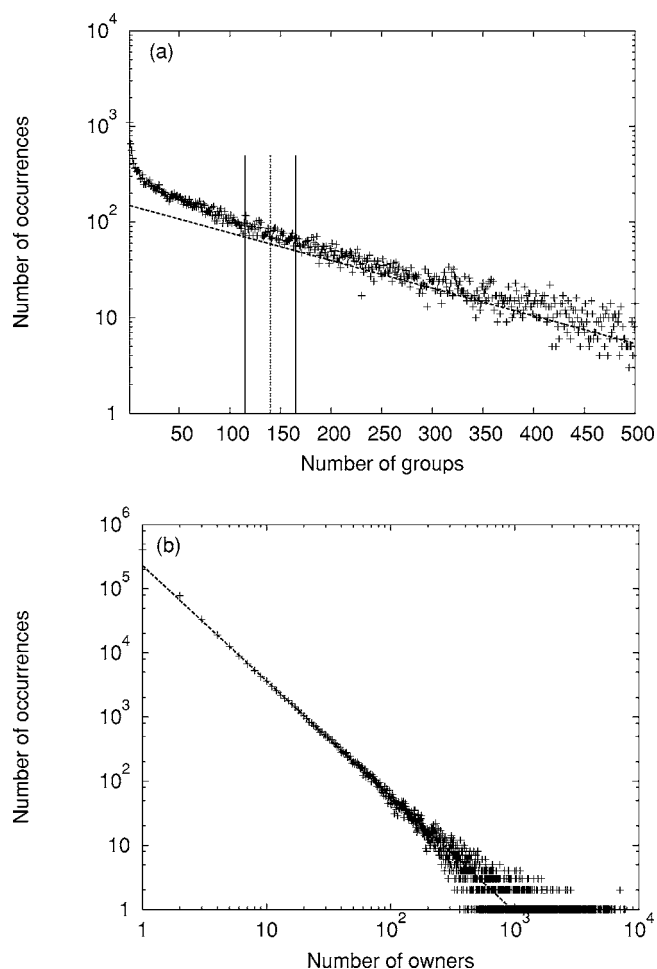 (a)
Number of occurrences
10^4
10^3
10^2
10
1
50 100 150 200 250 300 350 400 450 500
Number of groups
(b)
Number of occurrences
10^6
10^5
10^4
10^3
10^2
10
1
1 10 10^2 10^3 10^4
Number of owners